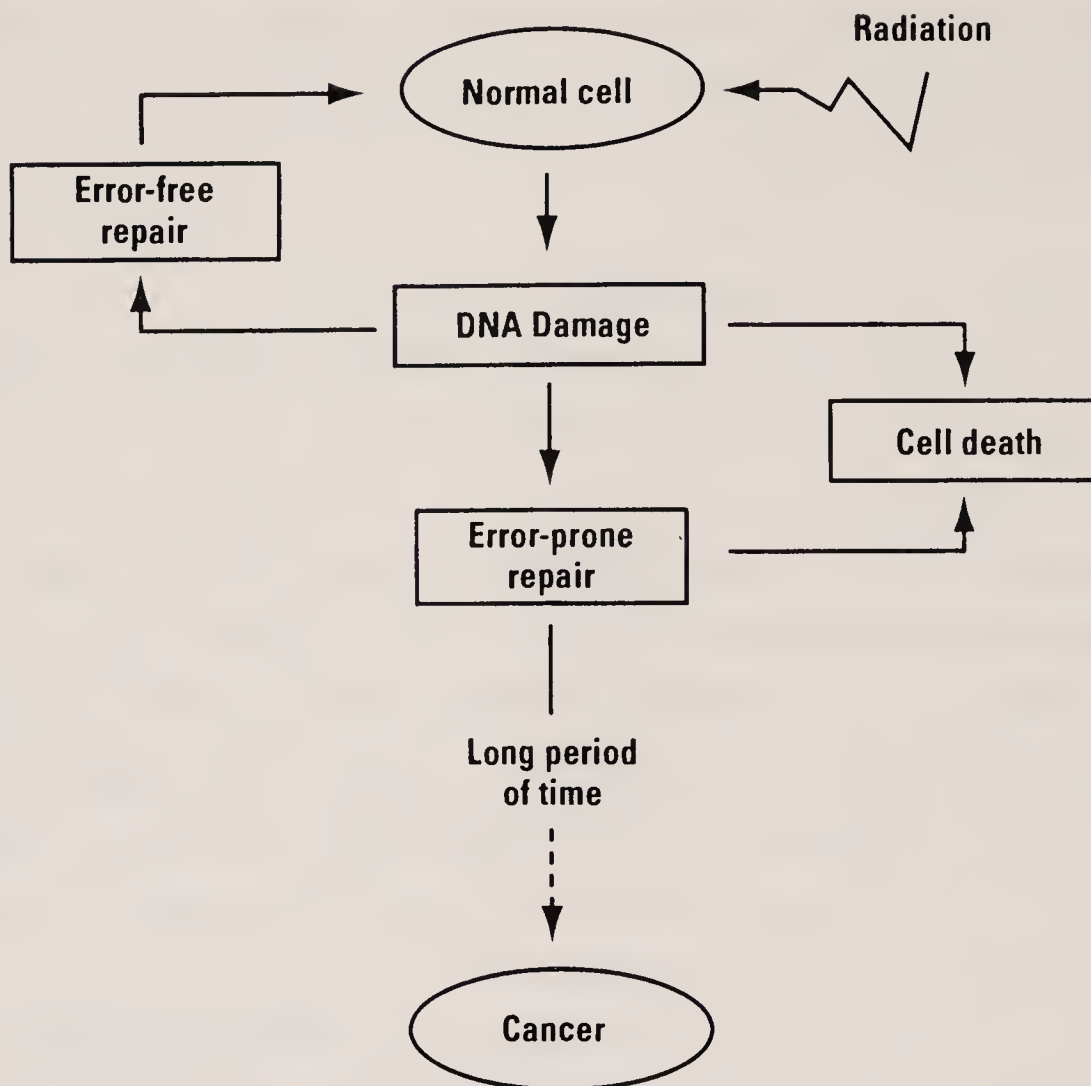 Radiation
Normal cell
Error-free
repair
DNA Damage
Cell death
Error-prone
repair
Long period
of time
Cancer